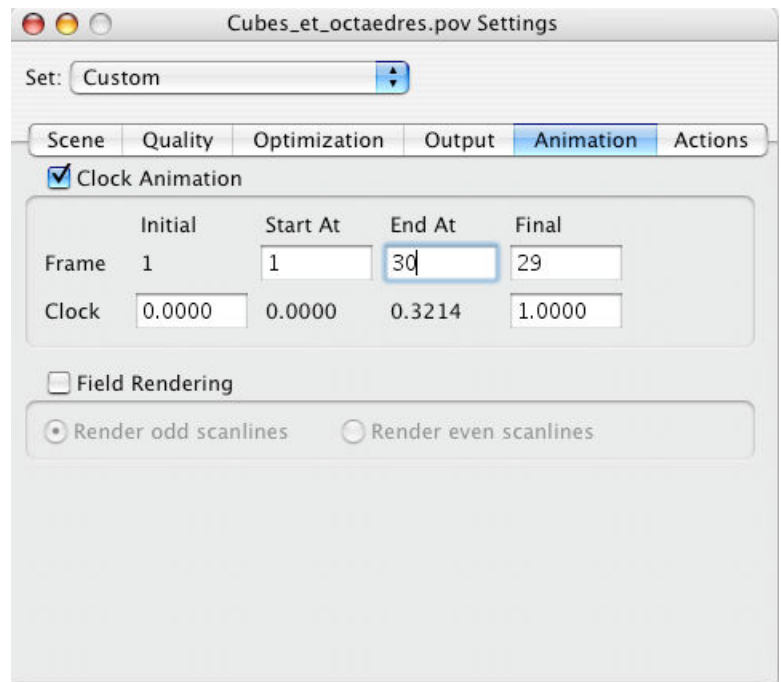 Cubes_et_octaedres.pov Settings
Set: Custom
Scene Quality Optimization Output Animation Actions
Clock Animation
Initial Start At End At Final
Frame 1 1 30 29
Clock 0.0000 0.0000 0.3214 1.0000
Field Rendering
Render odd scanlines Render even scanlines